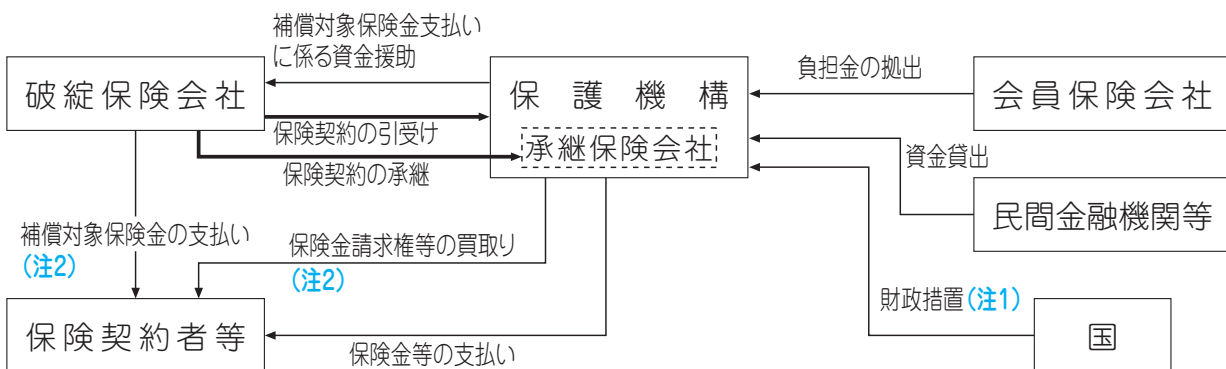 補償対象保険金支払い
に係る資金援助
破綻保険会社
保護機構
負担金の拠出
会員保険会社
保険契約の引受け
承継保険会社
保険契約の承継
資金貸出
民間金融機関等
補償対象保険金の支払い
(注2)
保険金請求権等の買取り
(注2)
財政措置(注1)
保険契約者等
保険金等の支払い
国